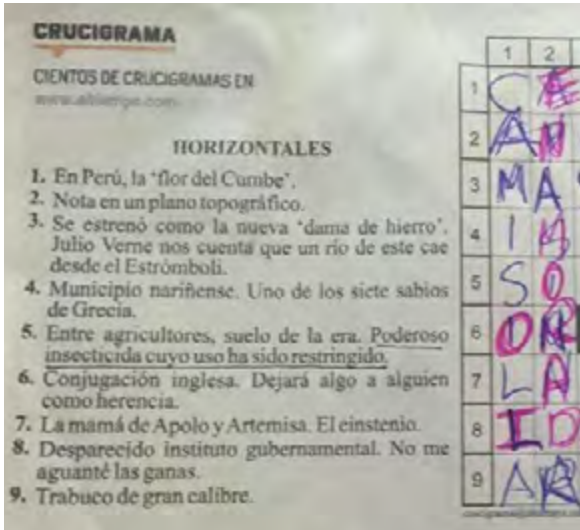 CRUCIGRAMA
CIENTOS DE CRUCIGRAMAS EN
HORIZONTALES
1. En Perú, la ‘flor del Cumbe’.
2. Nota en un plano topográfico.
3. Se estrenó como la nueva ‘dama de hierro’.
Julio Verne nos cuenta que un río de este cae
desde el Estrómboli.
4. Municipio nariñense. Uno de los siete sabios
de Grecia.
5. Entre agricultores, suelo de la era. Poderoso
insecticida cuyo uso ha sido restringido.
6. Conjugación inglesa. Dejará algo a alguien
como herencia.
7. La mamá de Apolo y Artemisa. El einstenio.
8. Desparecido instituto gubernamental. No me
aguanté las ganas.
9. Trabuco de gran calibre.
1 2
1 C
2 A N
3 M A
4 I
5 S O
6 O
7 L A
8 I D
9 A